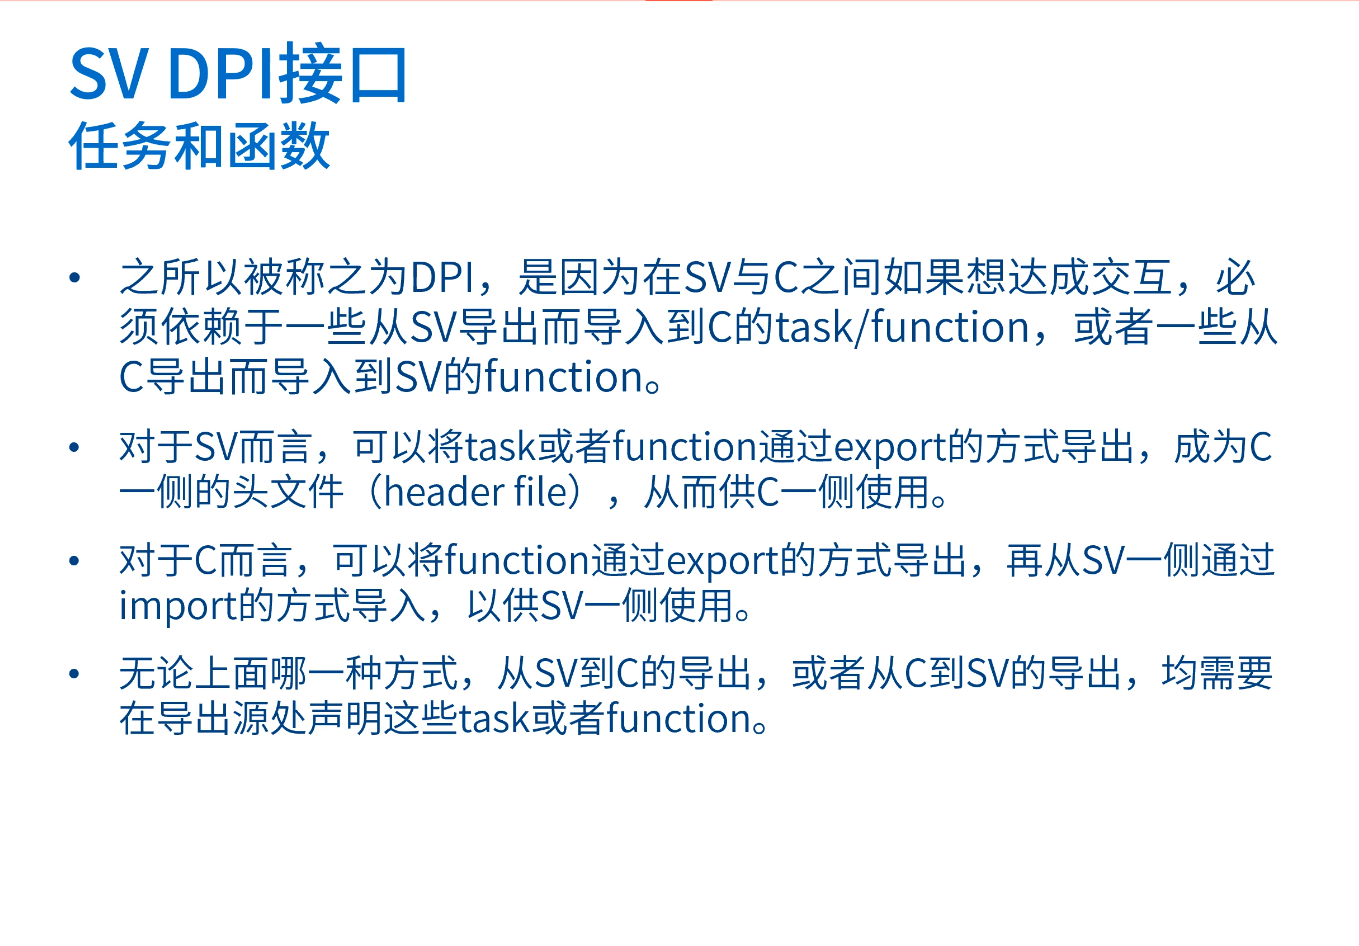 SV DPI接口
任务和函数
• 之所以被称之为DPI，是因为在SV与C之间如果想达成交互，必
须依赖于一些从SV导出而导入到C的task/function，或者一些从
C导出而导入到SV的function。
• 对于SV而言，可以将task或者function通过export的方式导出，成为C
一侧的头文件（header file），从而供C一侧使用。
• 对于C而言，可以将function通过export的方式导出，再从SV一侧通过
import的方式导入，以供SV一侧使用。
• 无论上面哪一种方式，从SV到C的导出，或者从C到SV的导出，均需要
在导出源处声明这些task或者function。